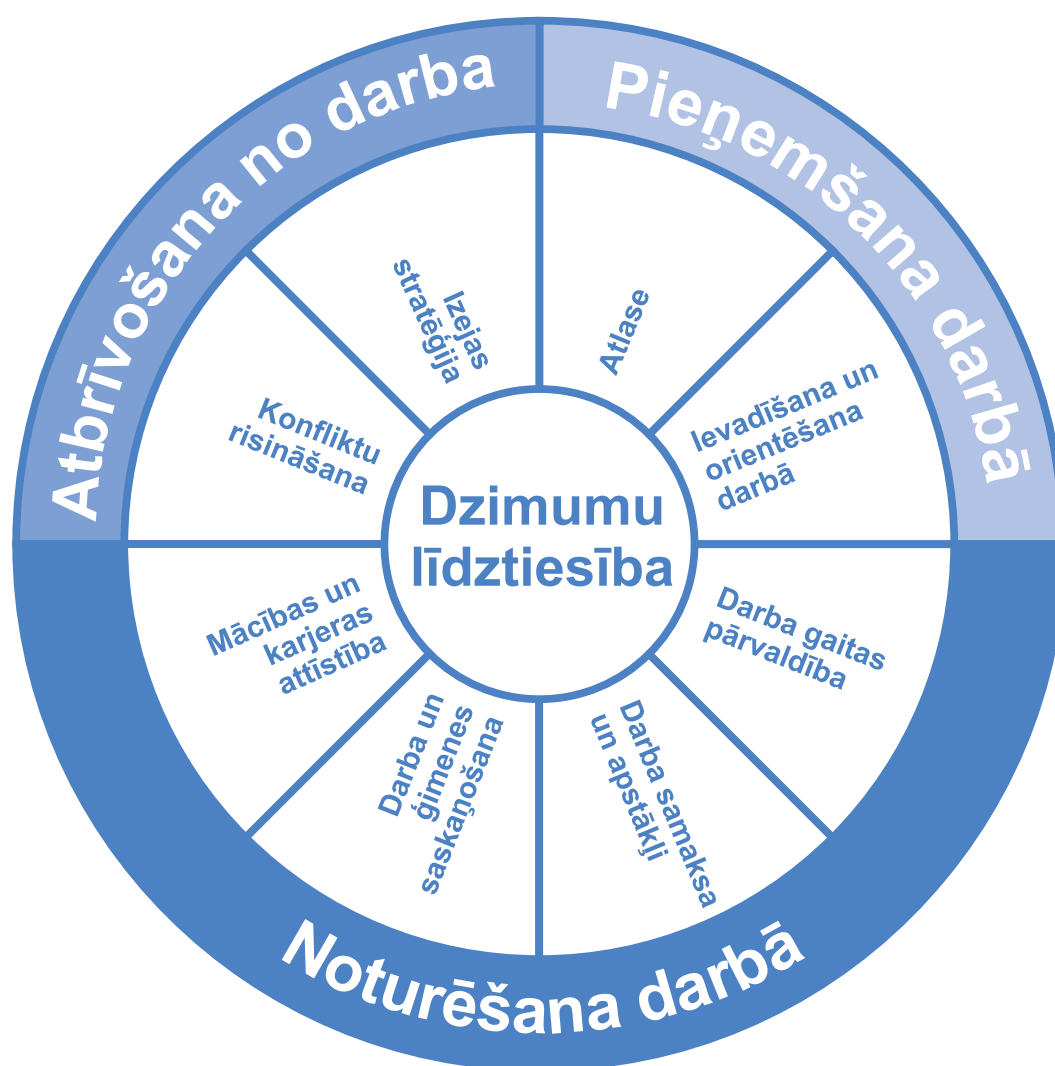 Atbrīvošana no darba
Pieņemšana darbā
Izejas
stratēģija
Atlase
Konfliktu
risināšana
Ievadīšana un
orientēšana
darbā
Dzimumu
līdztiesība
Mācības un
karjeras
attīstība
Darba gaitas
pārvaldība
Darba un
ģimenes
saskaņošana
Darba samaksa
un apstākļi
Noturēšana darbā